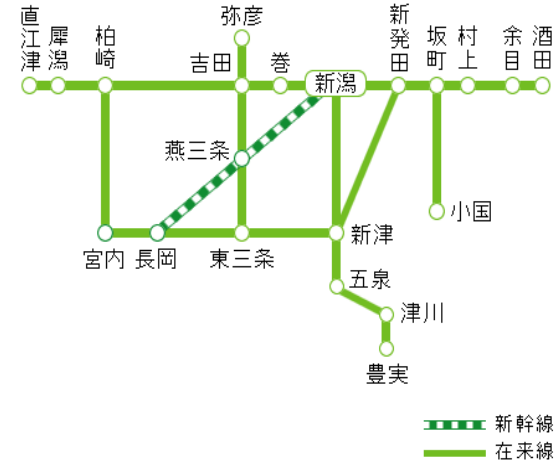 直江津
犀潟
柏崎
弥彦
吉田
巻
新潟
新発田
坂町
村上
余目
酒田
燕三条
小国
宮内
長岡
東三条
新津
五泉
津川
豊実
新幹線
在来線